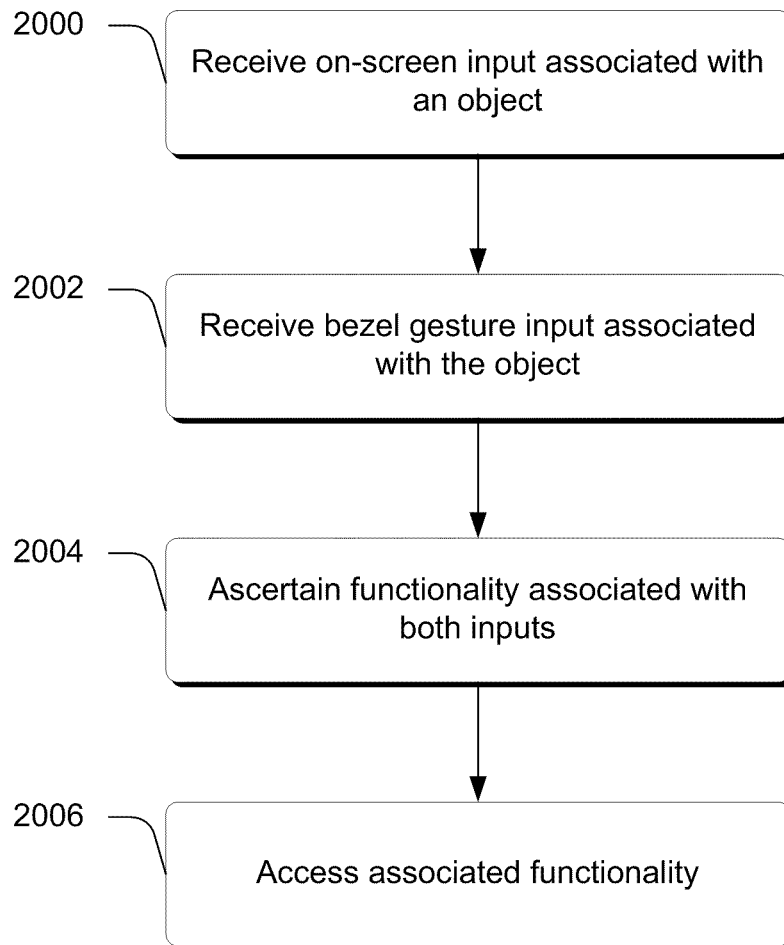 2000
Receive on-screen input associated with
an object
2002
Receive bezel gesture input associated
with the object
2004
Ascertain functionality associated with
both inputs
2006
Access associated functionality